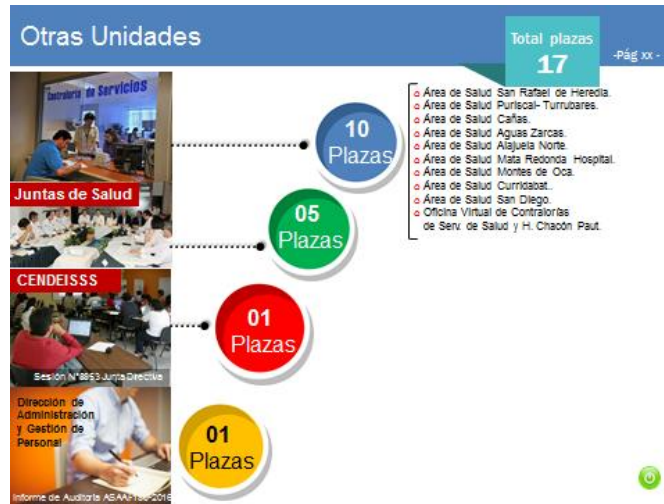 Otras Unidades
Total plazas
17
-Pág xx -
Contraloría de Servicios
10
Plazas
Área de Salud San Rafael de Heredia.
Área de Salud Puriscal- Turrubares.
Área de Salud Cañas.
Área de Salud Aguas Zarcas.
Área de Salud Alajuela Norte.
Área de Salud Mata Redonda Hospital.
Área de Salud Montes de Oca.
Área de Salud Curridabat..
Área de Salud San Diego.
Oficina Virtual de Contralorías
de Serv. de Salud y H. Chacón Paut.
Juntas de Salud
05
Plazas
CENDEISSS
01
Plazas
Sesión N°8853 Junta Directiva
Dirección de
Administración
y Gestión de
Personal
01
Plazas
Informe de Auditoria